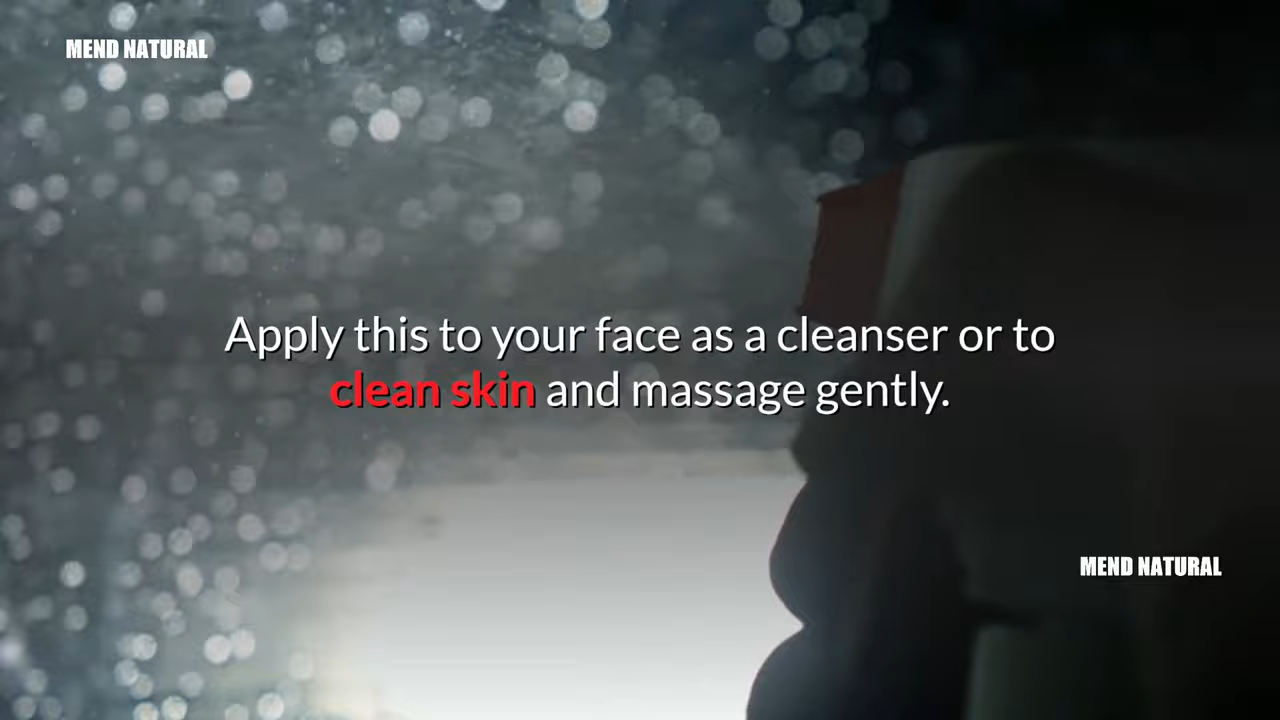 MEND NATURAL
Apply this to your face as a cleanser or to
clean skin and massage gently.
MEND NATURAL